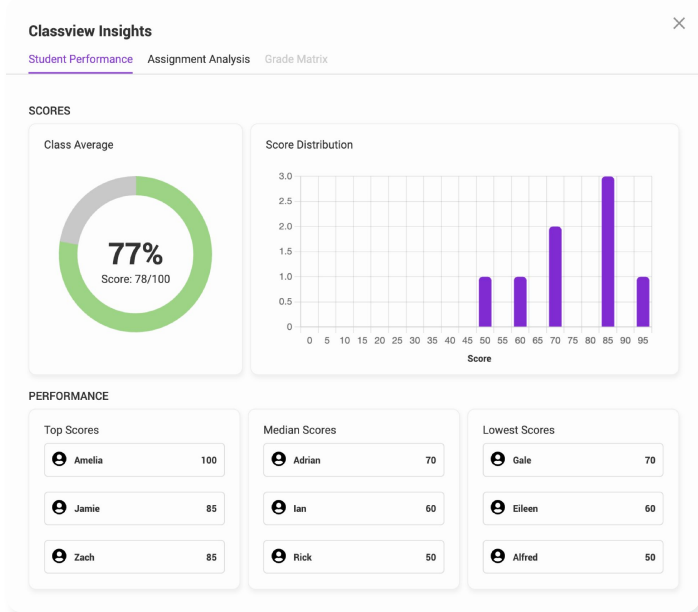 Classview Insights
Student Performance Assignment Analysis Grade Matrix
SCORES
Class Average
77%
Score: 78/100
Score Distribution
3.0
2.5
2.0
1.5
1.0
0.5
0
0 5 10 15 20 25 30 35 40 45 50 55 60 65 70 75 80 85 90 95
Score
PERFORMANCE
Top Scores
Amelia 100
Jamie 85
Zach 85
Median Scores
Adrian 70
Ian 60
Rick 50
Lowest Scores
Gale 70
Eileen 60
Alfred 50